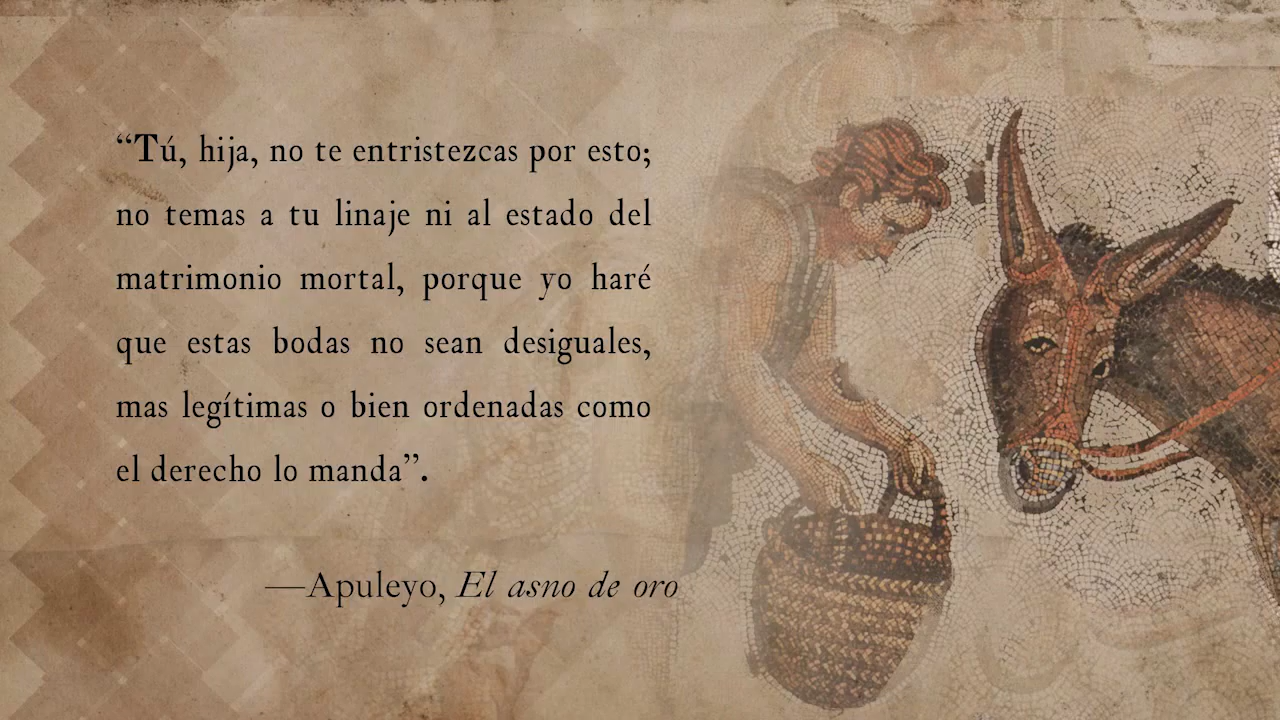 “Tú, hija, no te entristezcas por esto;
no temas a tu linaje ni al estado del
matrimonio mortal, porque yo haré
que estas bodas no sean desiguales,
mas legítimas o bien ordenadas como
el derecho lo manda”.
—Apuleyo, El asno de oro